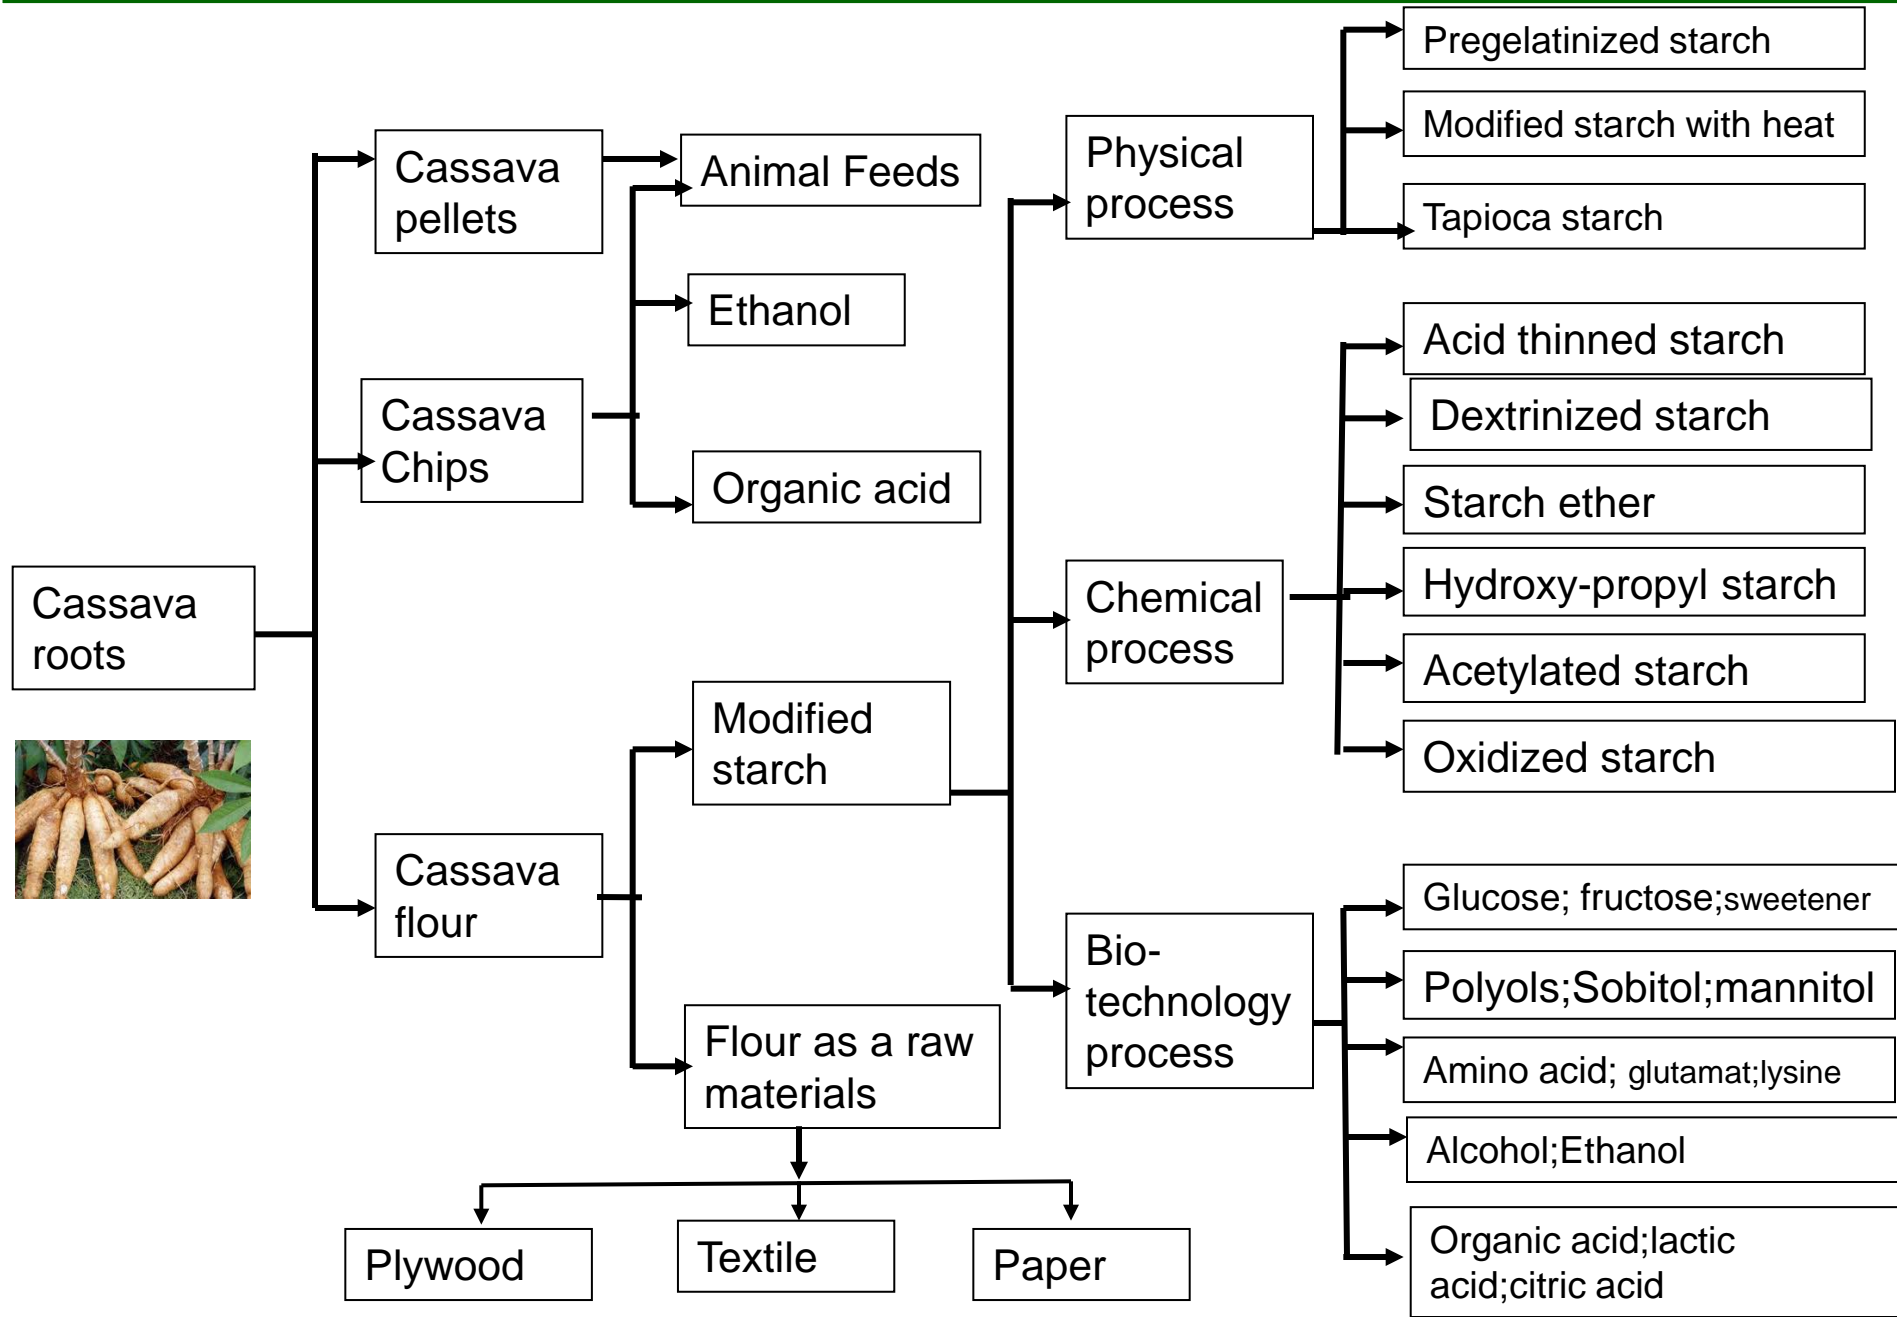 Cassava
roots
Cassava
pellets
Cassava
Chips
Cassava
flour
Animal Feeds
Ethanol
Organic acid
Modified
starch
Flour as a raw
materials
Plywood
Textile
Paper
Physical
process
Chemical
process
Bio-
technology
process
Pregelatinized starch
Modified starch with heat
Tapioca starch
Acid thinned starch
Dextrinized starch
Starch ether
Hydroxy-propyl starch
Acetylated starch
Oxidized starch
Glucose; fructose;sweetener
Polyols;Sobitol;mannitol
Amino acid; glutamat;lysine
Alcohol;Ethanol
Organic acid;lactic
acid;citric acid